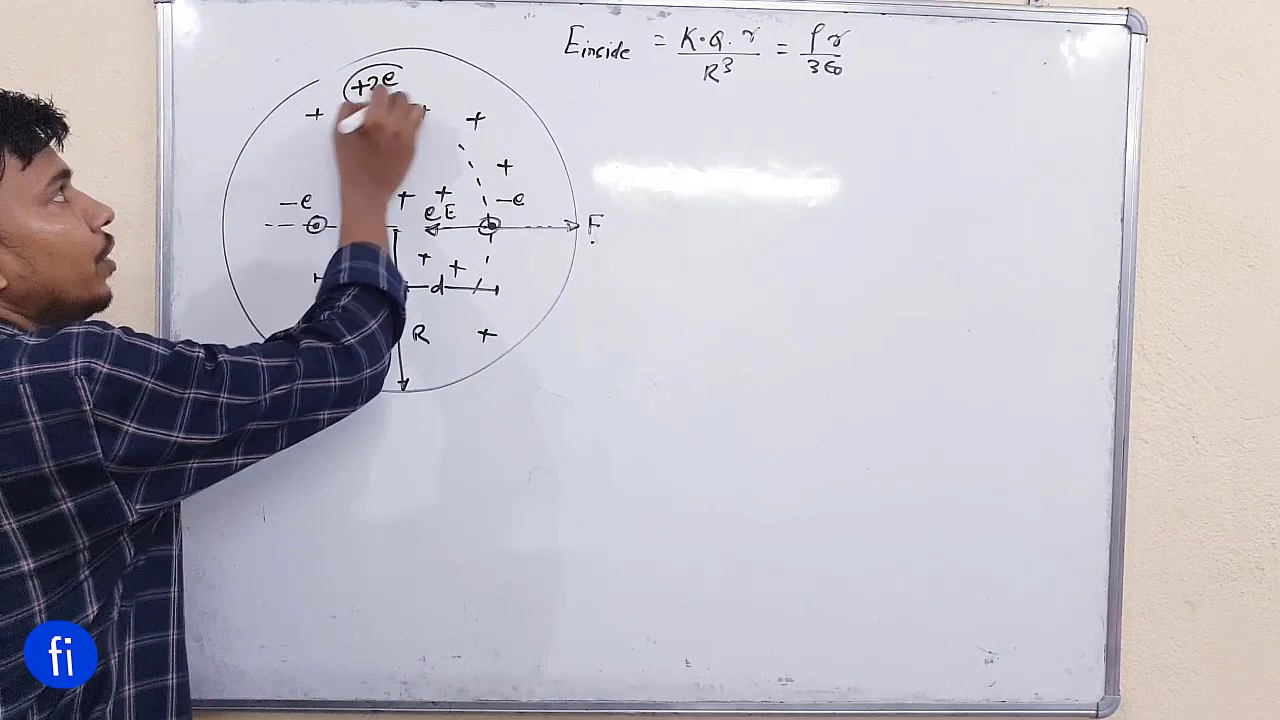 E inside = K·Q·r / R³ = ρr / 3ε₀
+2e
+ + +
+
-e + + -e
eE F
+ +
d
R +
fi